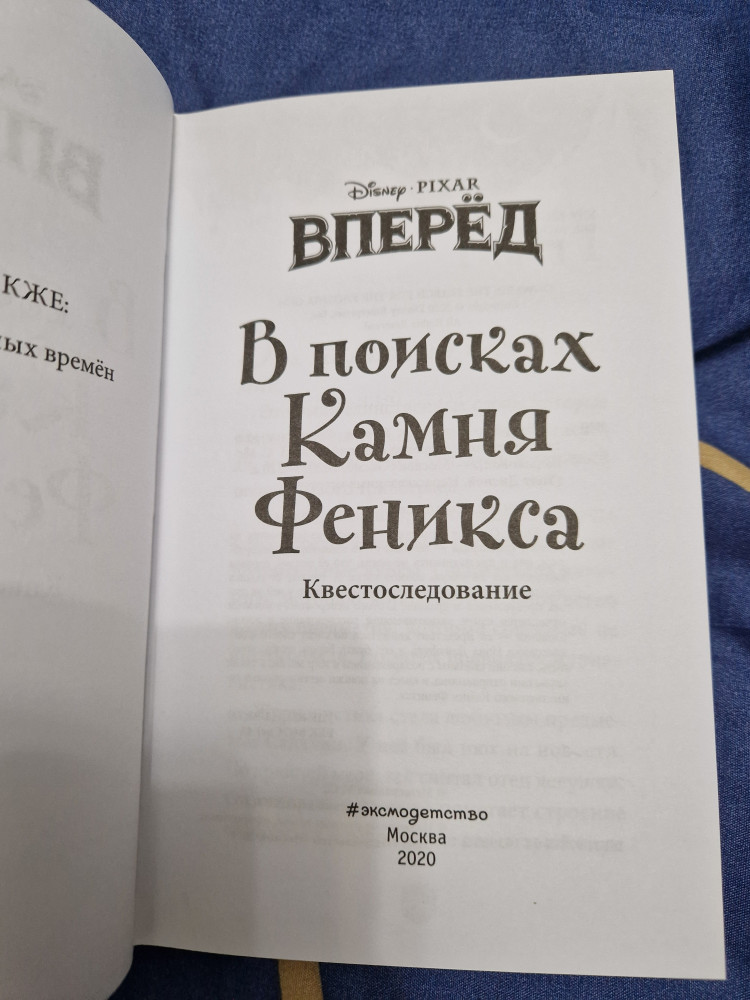 КЖЕ:
ых времён
Disney · PIXAR
ВПЕРЁД
В поисках
Камня
Феникса
Квестоследование
#эксмодетство
Москва
2020